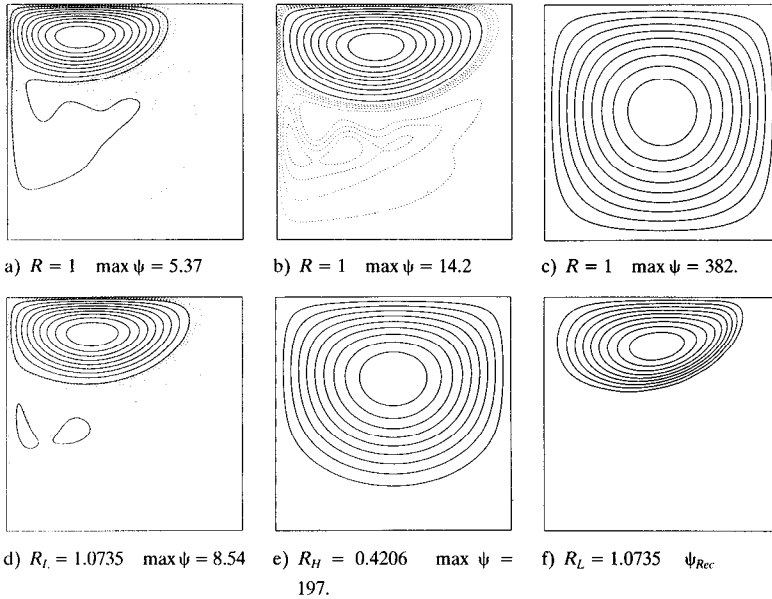 a) R = 1 max ψ = 5.37
b) R = 1 max ψ = 14.2
c) R = 1 max ψ = 382.
d) R_L = 1.0735 max ψ = 8.54
e) R_H = 0.4206 max ψ =
197.
f) R_L = 1.0735 ψ_Rec